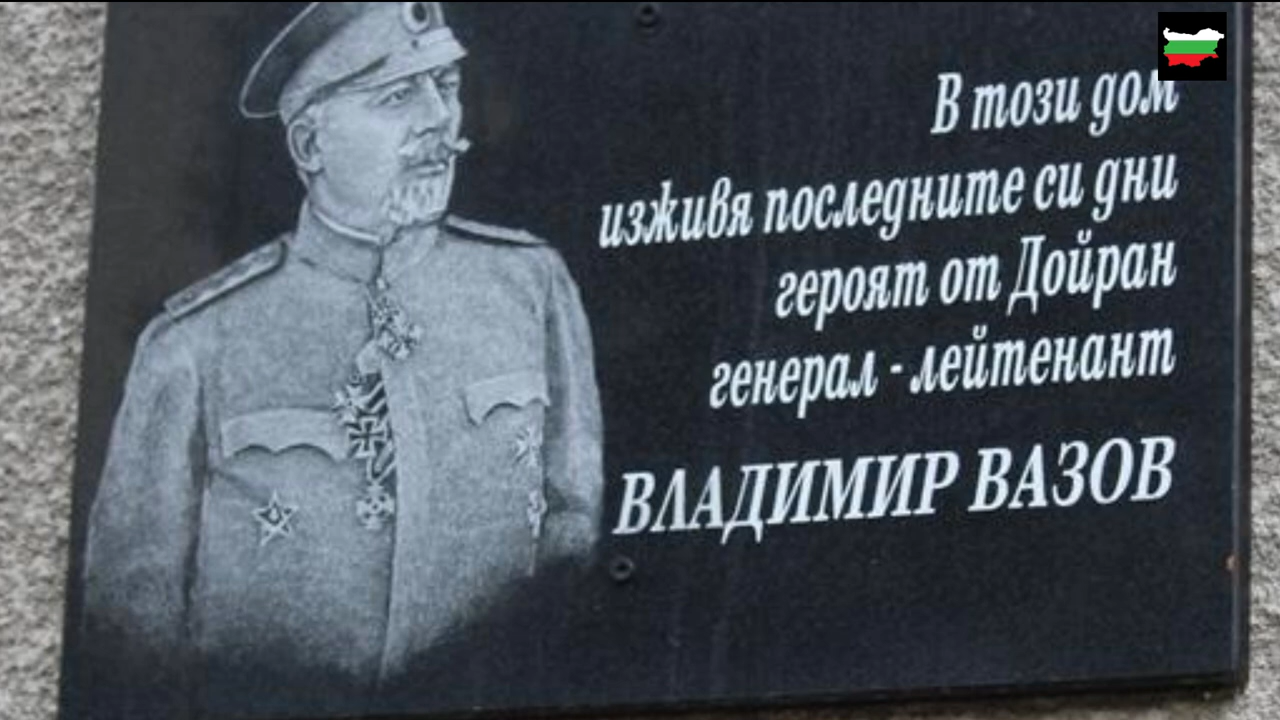 В този дом
изживя последните си дни
героят от Дойран
генерал - лейтенант
ВЛАДИМИР ВАЗОВ